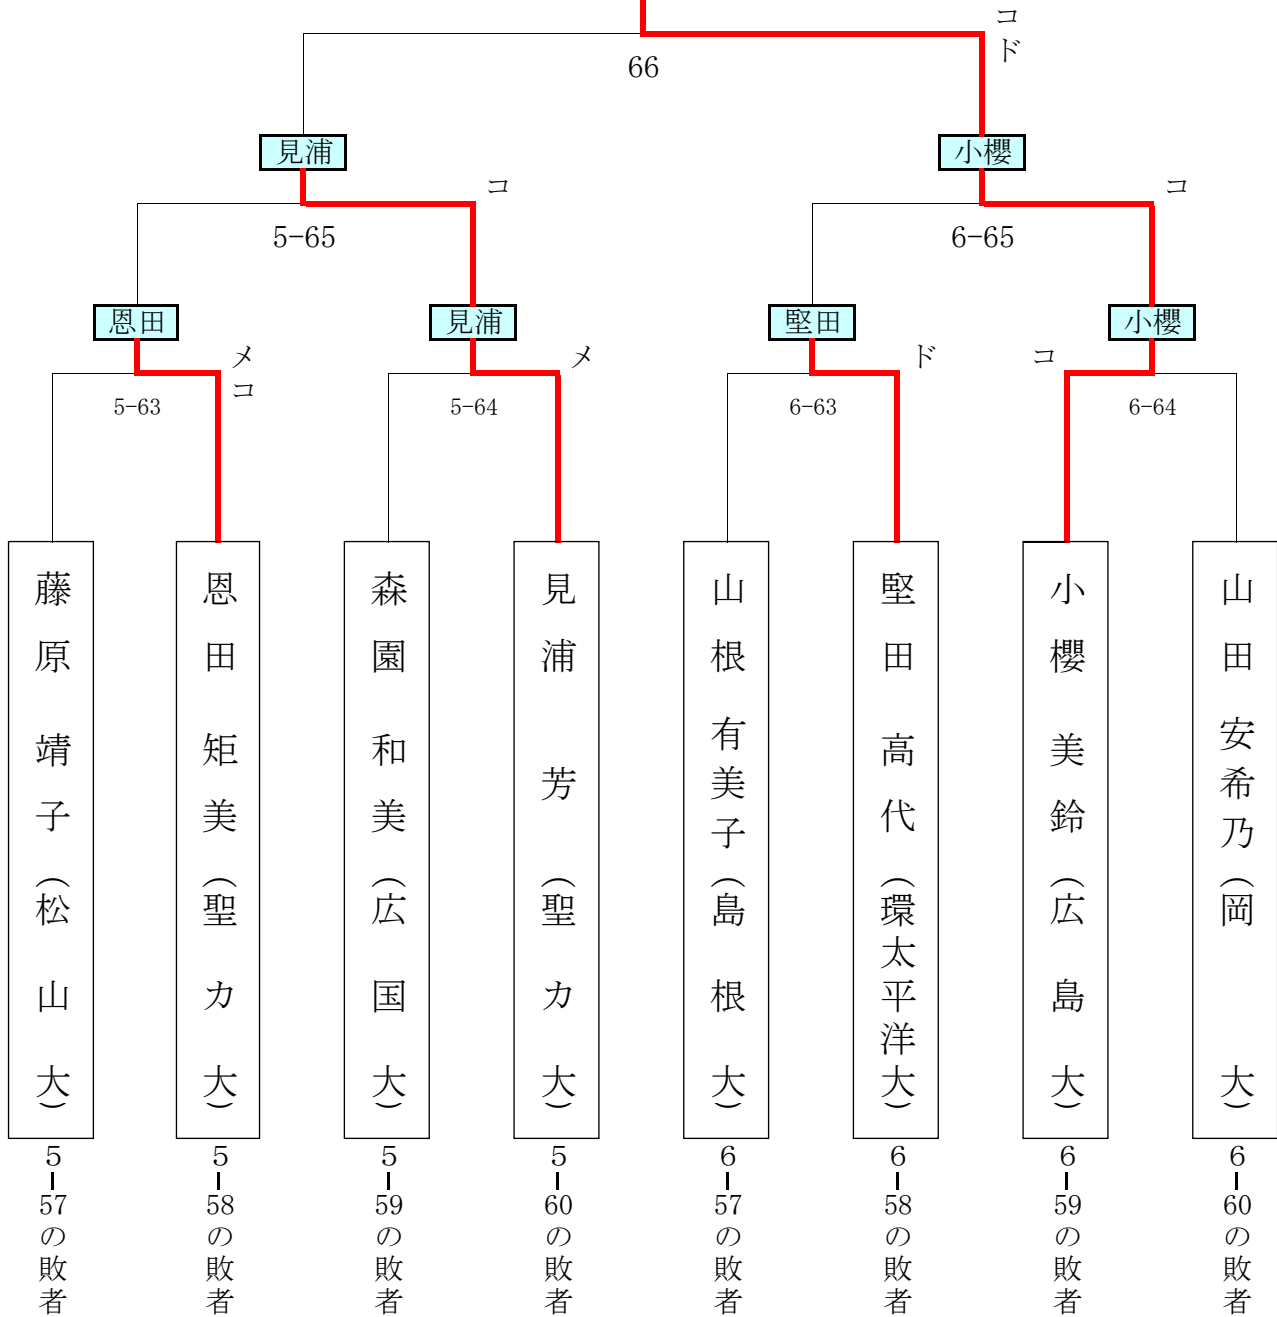 コ
ド
66
見浦
小櫻
コ
コ
5-65
6-65
恩田
見浦
堅田
小櫻
メ
コ
メ
ド
コ
5-63
5-64
6-63
6-64
藤原 靖子(松山大)
恩田 矩美(聖カ大)
森園 和美(広国大)
見浦 芳(聖カ大)
山根 有美子(島根大)
堅田 高代(環太平洋大)
小櫻 美鈴(広島大)
山田 安希乃(岡 大)
5-57の敗者
5-58の敗者
5-59の敗者
5-60の敗者
6-57の敗者
6-58の敗者
6-59の敗者
6-60の敗者